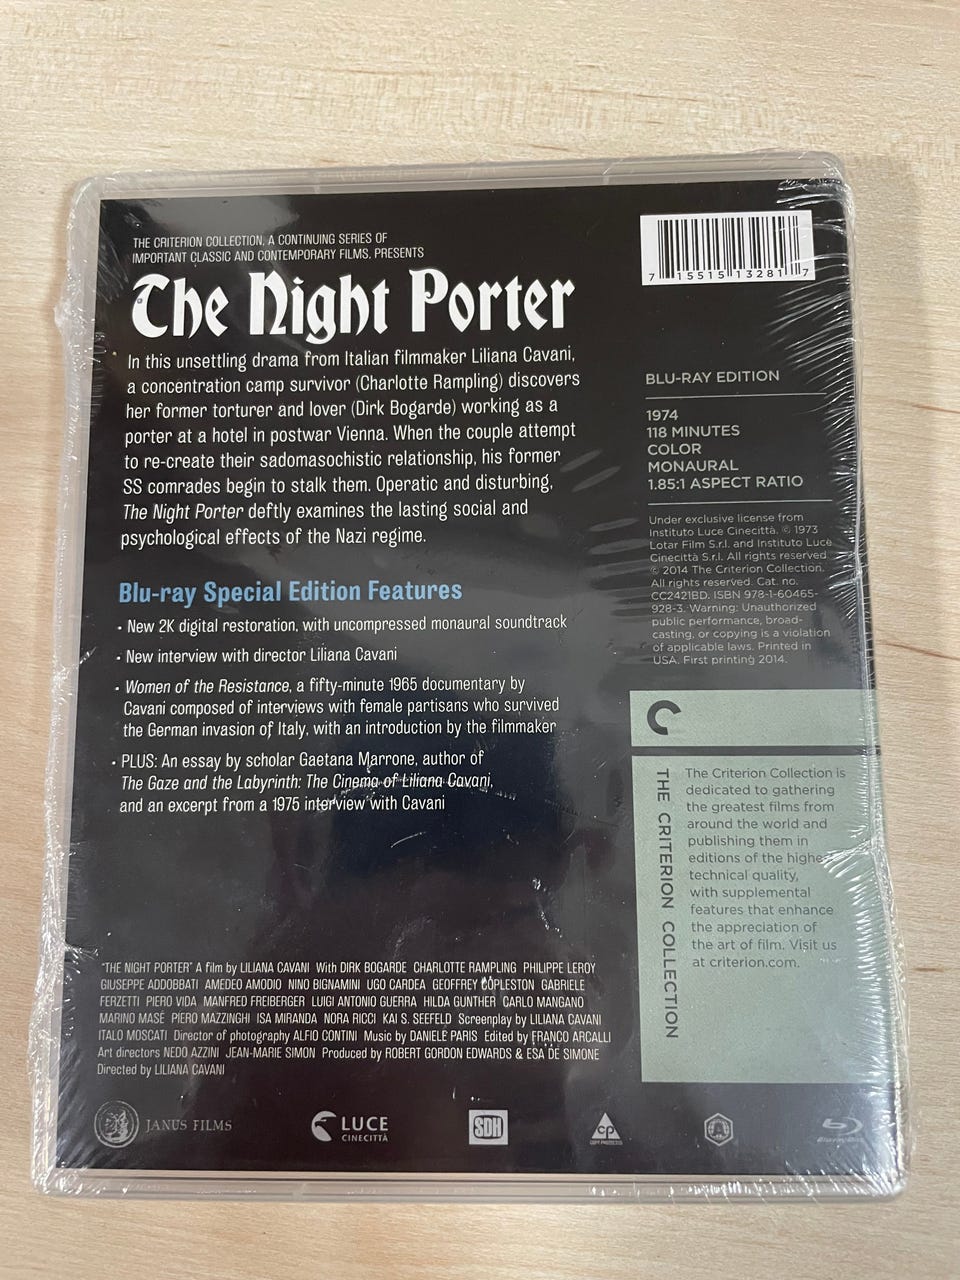 THE CRITERION COLLECTION, A CONTINUING SERIES OF
IMPORTANT CLASSIC AND CONTEMPORARY FILMS, PRESENTS
The Night Porter
In this unsettling drama from Italian filmmaker Liliana Cavani,
a concentration camp survivor (Charlotte Rampling) discovers
her former torturer and lover (Dirk Bogarde) working as a
porter at a hotel in postwar Vienna. When the couple attempt
to re-create their sadomasochistic relationship, his former
SS comrades begin to stalk them. Operatic and disturbing,
The Night Porter deftly examines the lasting social and
psychological effects of the Nazi regime.
Blu-ray Special Edition Features
• New 2K digital restoration, with uncompressed monaural soundtrack
• New interview with director Liliana Cavani
• Women of the Resistance, a fifty-minute 1965 documentary by
Cavani composed of interviews with female partisans who survived
the German invasion of Italy, with an introduction by the filmmaker
• PLUS: An essay by scholar Gaetana Marrone, author of
The Gaze and the Labyrinth: The Cinema of Liliana Cavani,
and an excerpt from a 1975 interview with Cavani
7 15515 13281 7
BLU-RAY EDITION
1974
118 MINUTES
COLOR
MONAURAL
1.85:1 ASPECT RATIO
Under exclusive license from
Instituto Luce Cinecittà. © 1973
Lotar Film S.r.l. and Instituto Luce
Cinecittà S.r.l. All rights reserved.
© 2014 The Criterion Collection.
All rights reserved. Cat. no.
CC2421BD. ISBN 978-1-60465-
928-3. Warning: Unauthorized
public performance, broad-
casting, or copying is a violation
of applicable laws. Printed in
USA. First printing 2014.
THE CRITERION COLLECTION
The Criterion Collection is
dedicated to gathering
the greatest films from
around the world and
publishing them in
editions of the highest
technical quality,
with supplemental
features that enhance
the appreciation of
the art of film. Visit us
at criterion.com.
"THE NIGHT PORTER" A film by LILIANA CAVANI With DIRK BOGARDE CHARLOTTE RAMPLING PHILIPPE LEROY
GIUSEPPE ADDOBBATI AMEDEO AMODIO NINO BIGNAMINI UGO CARDEA GEOFFREY COPLESTON GABRIELE
FERZETTI PIERO VIDA MANFRED FREIBERGER LUIGI ANTONIO GUERRA HILDA GUNTHER CARLO MANGANO
MARINO MASÈ PIERO MAZZINGHI ISA MIRANDA NORA RICCI KAI S. SEEFELD Screenplay by LILIANA CAVANI
ITALO MOSCATI Director of photography ALFIO CONTINI Music by DANIELE PARIS Edited by FRANCO ARCALLI
Art directors NEDO AZZINI JEAN-MARIE SIMON Produced by ROBERT GORDON EDWARDS & ESA DE SIMONE
Directed by LILIANA CAVANI
JANUS FILMS
LUCE
CINECITTÀ
SDH
cp
COPY PROTECTED
Blu-ray Disc